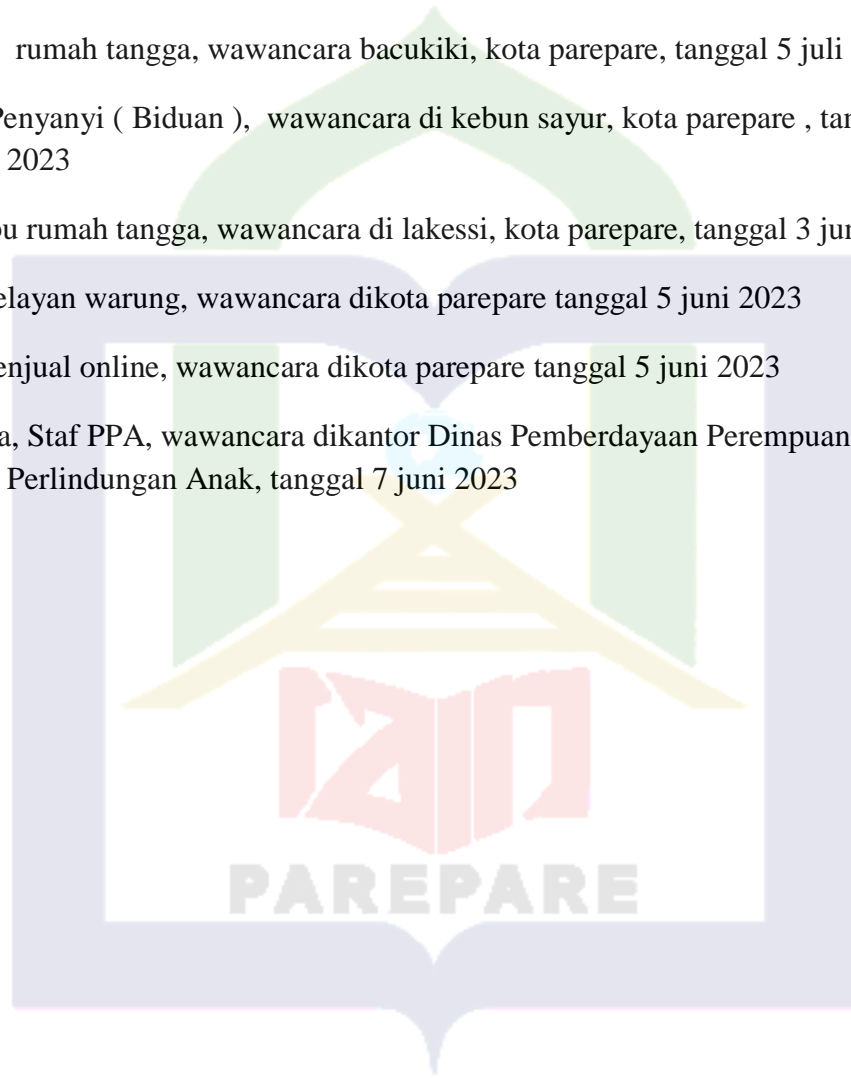 rumah tangga, wawancara bacukiki, kota parepare, tanggal 5 juli
Penyanyi ( Biduan ), wawancara di kebun sayur, kota parepare , tan
2023
bu rumah tangga, wawancara di lakessi, kota parepare, tanggal 3 jun
elayan warung, wawancara dikota parepare tanggal 5 juni 2023
enjual online, wawancara dikota parepare tanggal 5 juni 2023
a, Staf PPA, wawancara dikantor Dinas Pemberdayaan Perempuan
Perlindungan Anak, tanggal 7 juni 2023
PAREPARE